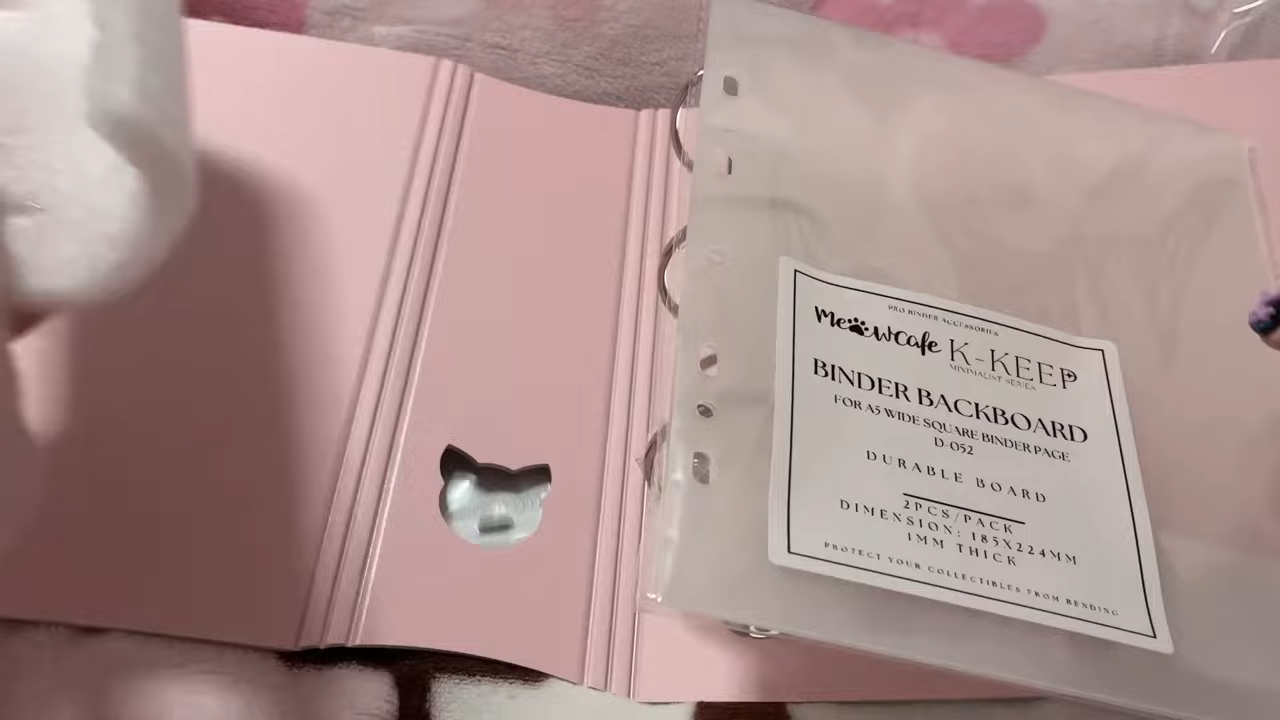 PRO BINDER ACCESSORIES
MeowCafe K-KEEP
MINIMALIST SERIES
BINDER BACKBOARD
FOR A5 WIDE SQUARE BINDER PAGE
D-052
DURABLE BOARD
2PCS/PACK
DIMENSION: 185X224MM
1MM THICK
PROTECT YOUR COLLECTIBLES FROM BENDING